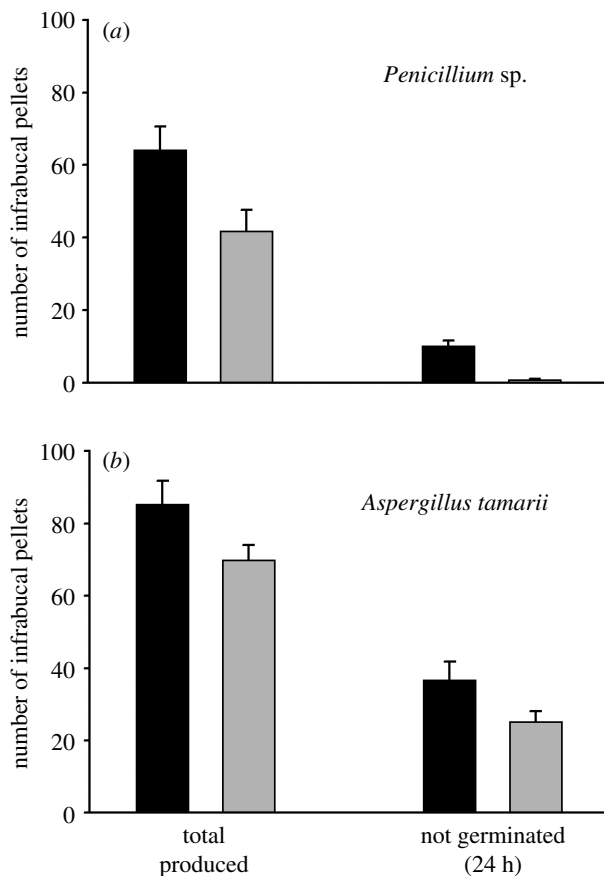 (a)
Penicillium sp.
number of infrabucal pellets
100
80
60
40
20
0
(b)
Aspergillus tamarii
number of infrabucal pellets
100
80
60
40
20
0
total
produced
not germinated
(24 h)